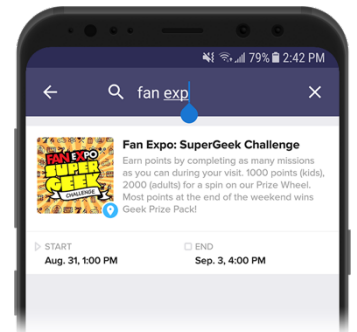 79% 2:42 PM
fan exp
FAN EXPO
SUPER
GEEK
CHALLENGE
Fan Expo: SuperGeek Challenge
Earn points by completing as many missions
as you can during your visit. 1000 points (kids),
2000 (adults) for a spin on our Prize Wheel.
Most points at the end of the weekend wins
Geek Prize Pack!
START
Aug. 31, 1:00 PM
END
Sep. 3, 4:00 PM